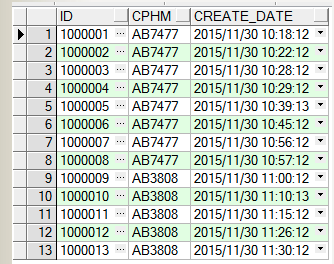 ID CPHM CREATE_DATE
1 1000001 ... AB7477 2015/11/30 10:18:12
2 1000002 ... AB7477 2015/11/30 10:22:12
3 1000003 ... AB7477 2015/11/30 10:28:12
4 1000004 ... AB7477 2015/11/30 10:29:12
5 1000005 ... AB7477 2015/11/30 10:39:13
6 1000006 ... AB7477 2015/11/30 10:45:12
7 1000007 ... AB7477 2015/11/30 10:56:12
8 1000008 ... AB7477 2015/11/30 10:57:12
9 1000009 ... AB3808 2015/11/30 11:00:12
10 1000010 ... AB3808 2015/11/30 11:10:13
11 1000011 ... AB3808 2015/11/30 11:15:12
12 1000012 ... AB3808 2015/11/30 11:26:12
13 1000013 ... AB3808 2015/11/30 11:30:12